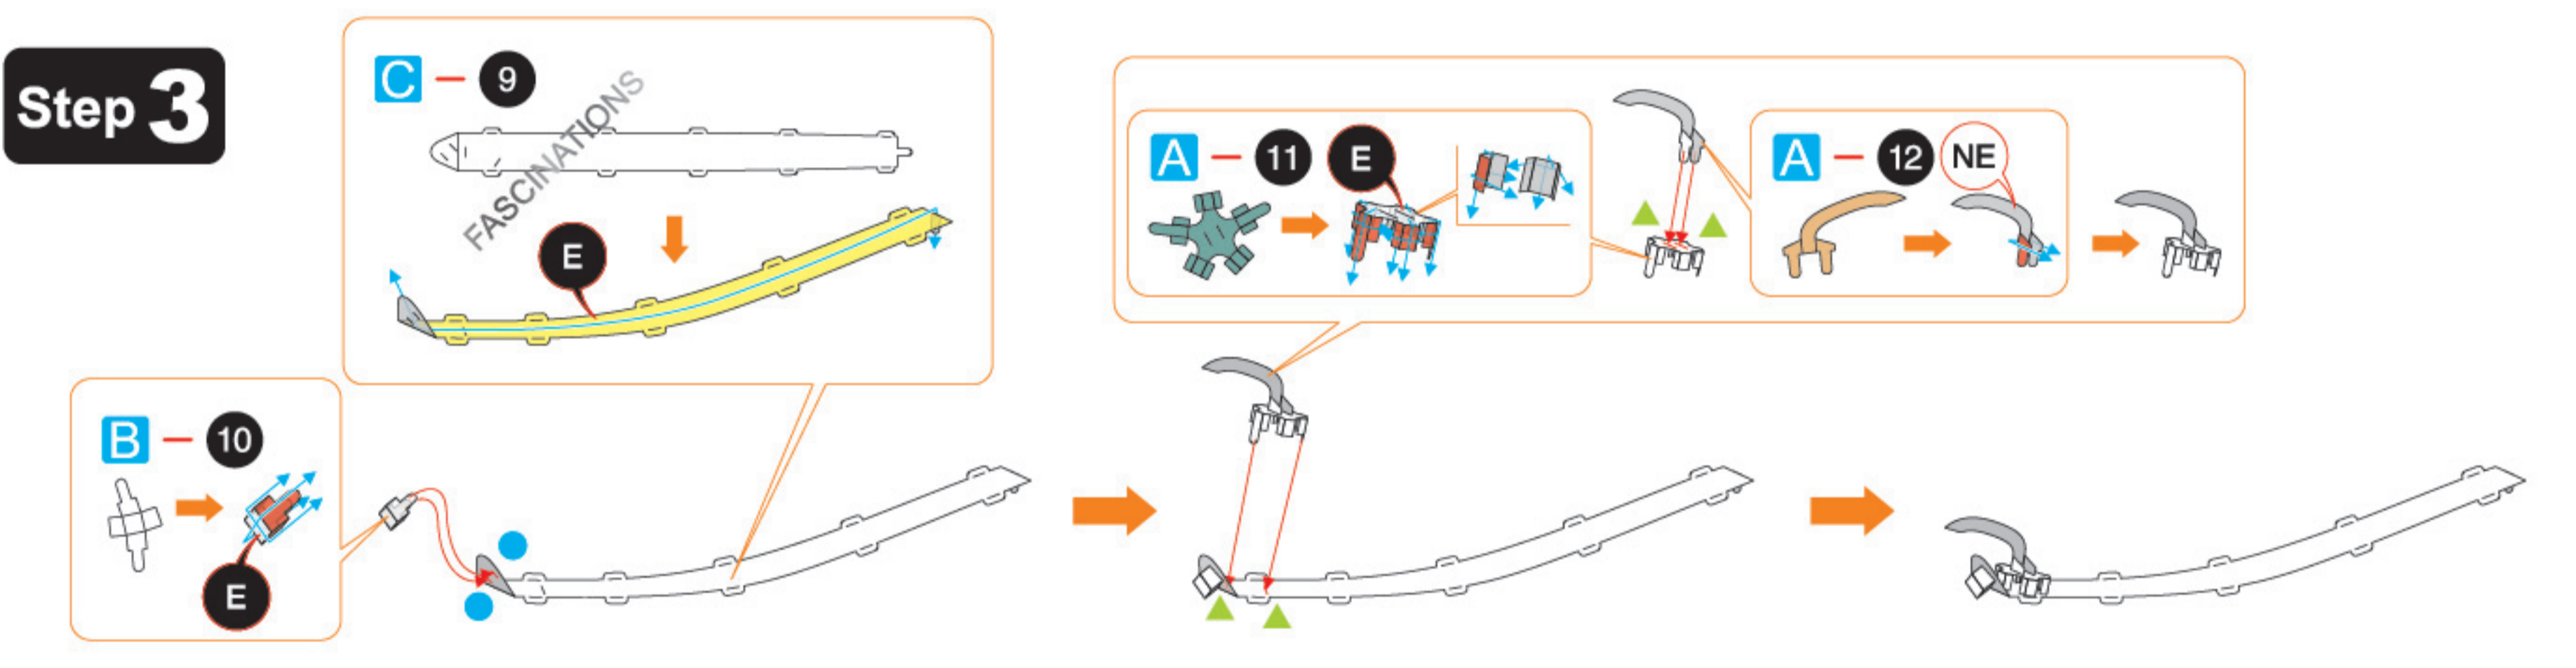 Step 3
C - 9
FASCINATIONS
E
B - 10
E
A - 11 E
A - 12 NE